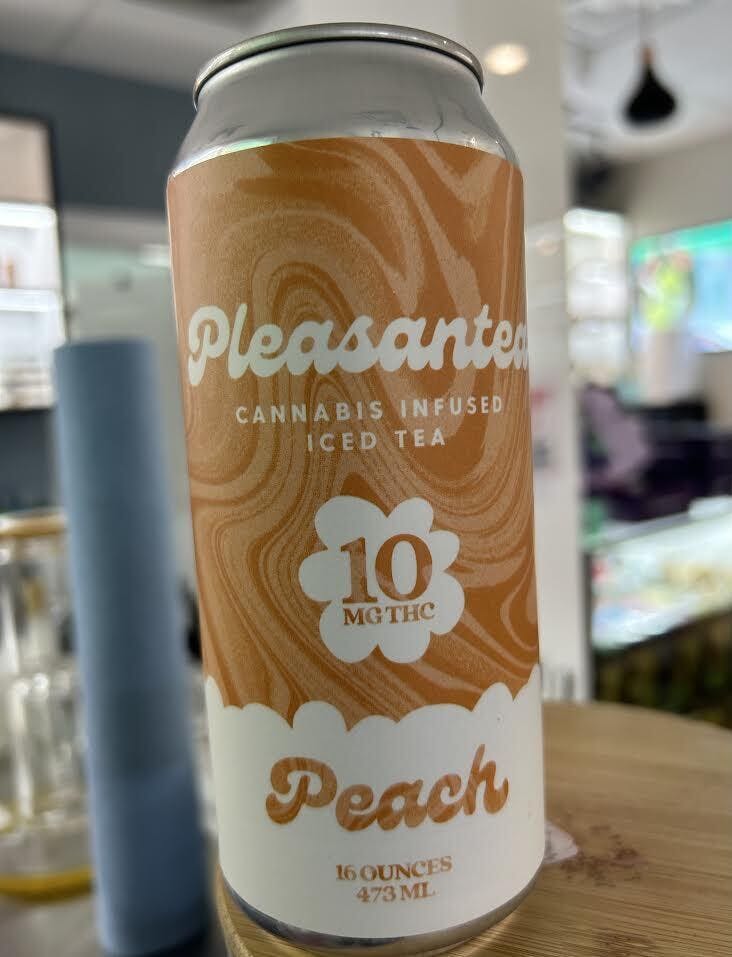 Pleasantea
CANNABIS INFUSED
ICED TEA
10
MG THC
Peach
16 OUNCES
473 ML